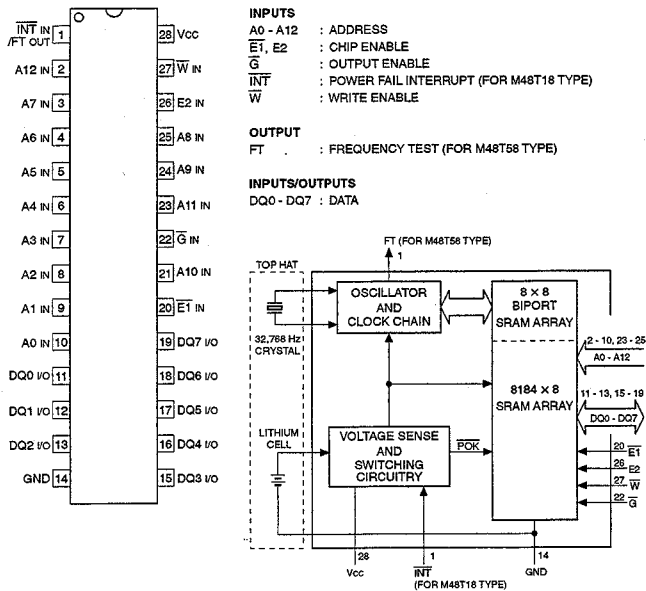 INT IN
/FT OUT 1
A12 IN 2
A7 IN 3
A6 IN 4
A5 IN 5
A4 IN 6
A3 IN 7
A2 IN 8
A1 IN 9
A0 IN 10
DQ0 I/O 11
DQ1 I/O 12
DQ2 I/O 13
GND 14
28 Vcc
27 W IN
26 E2 IN
25 A8 IN
24 A9 IN
23 A11 IN
22 G IN
21 A10 IN
20 E1 IN
19 DQ7 I/O
18 DQ6 I/O
17 DQ5 I/O
16 DQ4 I/O
15 DQ3 I/O
INPUTS
A0 - A12 : ADDRESS
E1, E2 : CHIP ENABLE
G : OUTPUT ENABLE
INT : POWER FAIL INTERRUPT (FOR M48T18 TYPE)
W : WRITE ENABLE
OUTPUT
FT : FREQUENCY TEST (FOR M48T58 TYPE)
INPUTS/OUTPUTS
DQ0 - DQ7 : DATA
FT (FOR M48T58 TYPE)
1
TOP HAT
32,768 Hz
CRYSTAL
LITHIUM
CELL
OSCILLATOR
AND
CLOCK CHAIN
8 × 8
BIPORT
SRAM ARRAY
8184 × 8
SRAM ARRAY
VOLTAGE SENSE
AND
SWITCHING
CIRCUITRY
POK
2 - 10, 23 - 25
A0 - A12
11 - 13, 15 - 19
DQ0 - DQ7
20 E1
26 E2
27 W
22 G
28
Vcc
1
INT
(FOR M48T18 TYPE)
14
GND